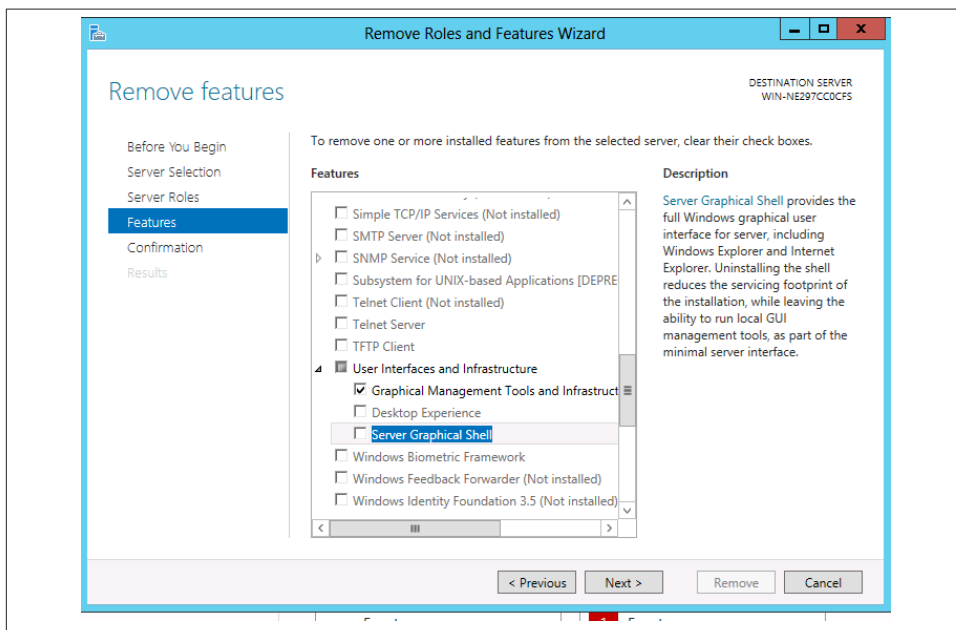 Remove Roles and Features Wizard
Remove features
DESTINATION SERVER
WIN-NE297CC0CFS
Before You Begin
Server Selection
Server Roles
Features
Confirmation
Results
To remove one or more installed features from the selected server, clear their check boxes.
Features
Simple TCP/IP Services (Not installed)
SMTP Server (Not installed)
SNMP Service (Not installed)
Subsystem for UNIX-based Applications [DEPRE
Telnet Client (Not installed)
Telnet Server
TFTP Client
User Interfaces and Infrastructure
Graphical Management Tools and Infrastruct
Desktop Experience
Server Graphical Shell
Windows Biometric Framework
Windows Feedback Forwarder (Not installed)
Windows Identity Foundation 3.5 (Not installed)
Description
Server Graphical Shell provides the
full Windows graphical user
interface for server, including
Windows Explorer and Internet
Explorer. Uninstalling the shell
reduces the servicing footprint of
the installation, while leaving the
ability to run local GUI
management tools, as part of the
minimal server interface.
< Previous
Next >
Remove
Cancel